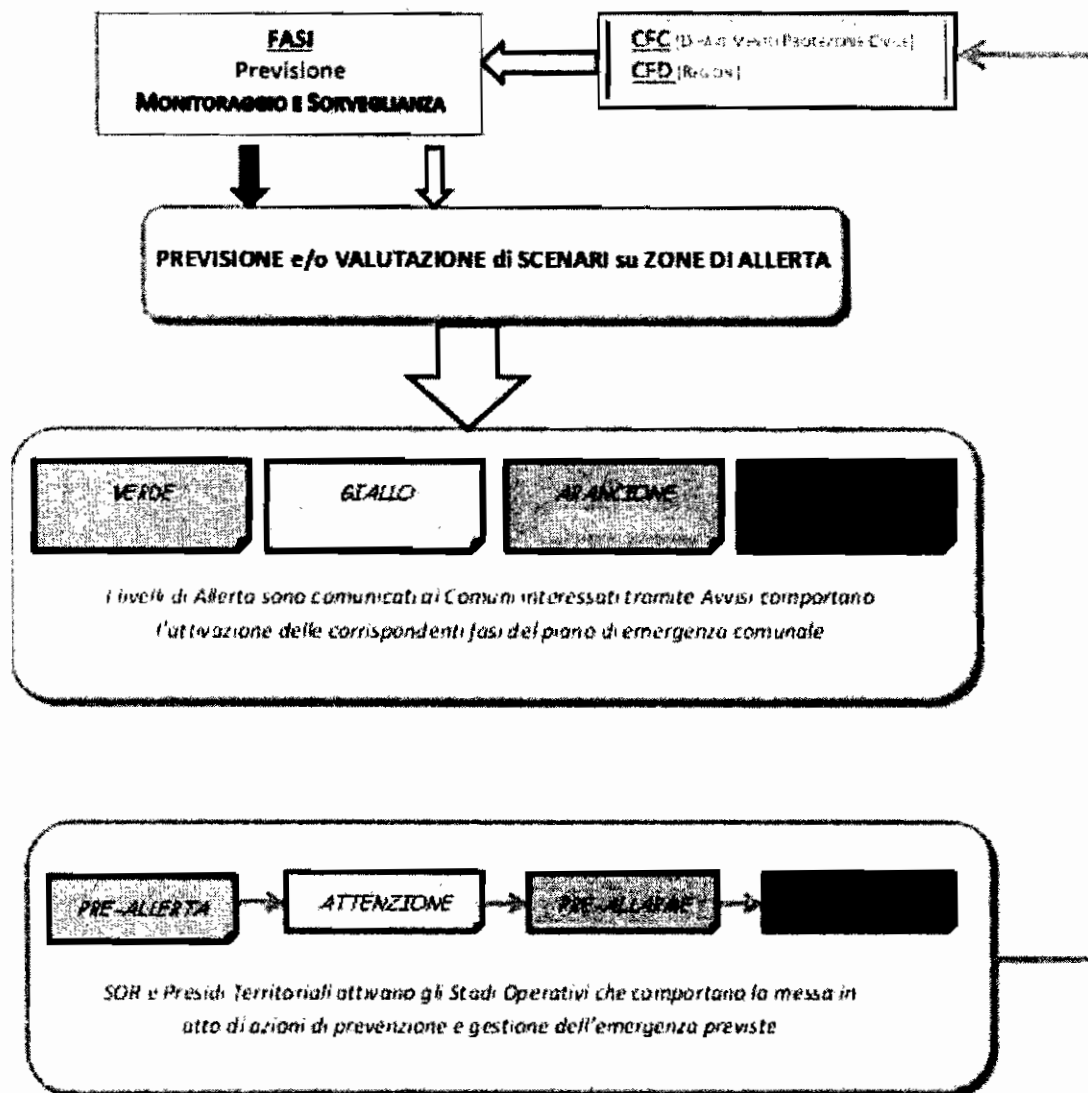 FASI
Previsione
MONITORAGGIO E SORVEGLIANZA
CFC
CFD
PREVISIONE e/o VALUTAZIONE di SCENARI su ZONE DI ALLERTA
VERDE
GIALLO
ARANCIONE
I livelli di Allerta sono comunicati ai Comuni interessati tramite Avvisi comportano
l'attivazione delle corrispondenti fasi del piano di emergenza comunale
PRE-ALLERTA
ATTENZIONE
PRE-ALLARME
SOR e Presidi Territoriali attivano gli Stadi Operativi che comportano la messa in
atto di azioni di prevenzione e gestione dell'emergenza previste